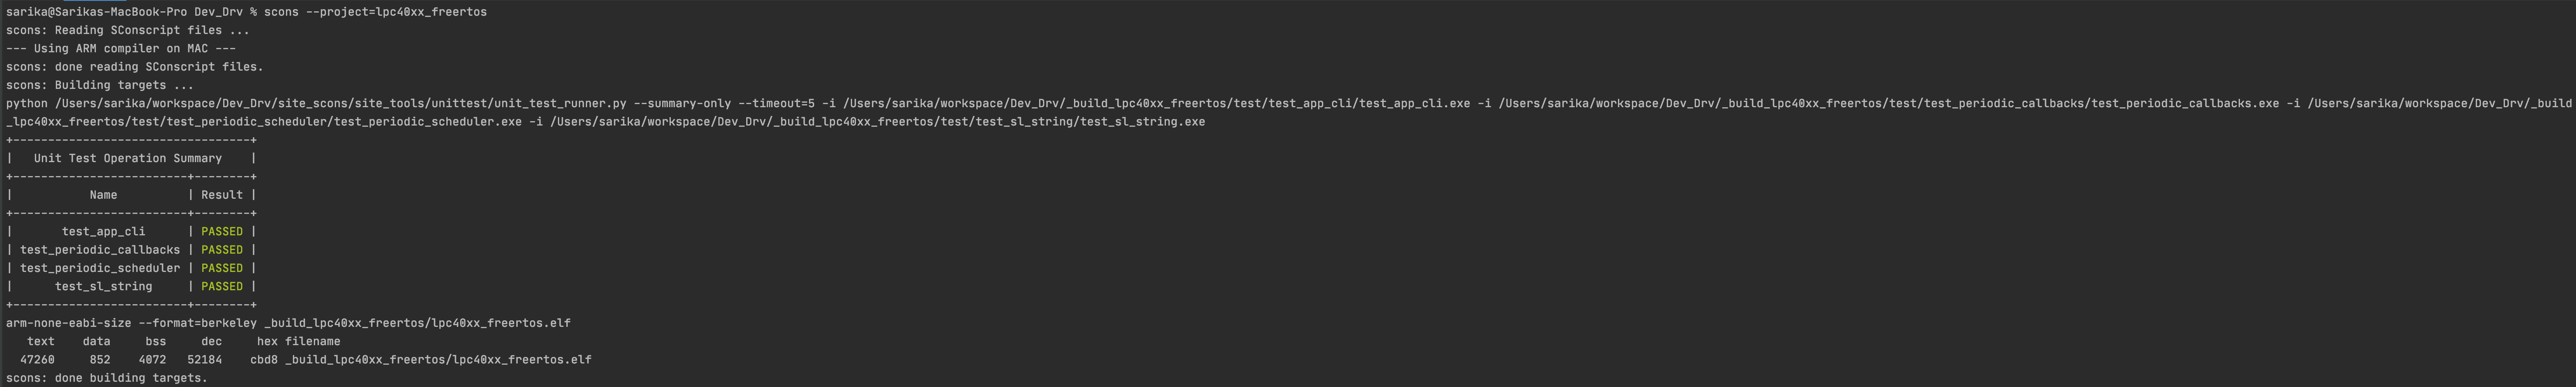 sarika@Sarikas-MacBook-Pro Dev_Drv % scons --project=lpc40xx_freertos
scons: Reading SConscript files ...
--- Using ARM compiler on MAC ---
scons: done reading SConscript files.
scons: Building targets ...
python /Users/sarika/workspace/Dev_Drv/site_scons/site_tools/unittest/unit_test_runner.py --summary-only --timeout=5 -i /Users/sarika/workspace/Dev_Drv/_build_lpc40xx_freertos/test/test_app_cli/test_app_cli.exe -i /Users/sarika/workspace/Dev_Drv/_build_lpc40xx_freertos/test/test_periodic_callbacks/test_periodic_callbacks.exe -i /Users/sarika/workspace/Dev_Drv/_build
_lpc40xx_freertos/test/test_periodic_scheduler/test_periodic_scheduler.exe -i /Users/sarika/workspace/Dev_Drv/_build_lpc40xx_freertos/test/test_sl_string/test_sl_string.exe
+----------------------------------+
|   Unit Test Operation Summary    |
+-------------------------+--------+
|           Name          | Result |
+-------------------------+--------+
|       test_app_cli      | PASSED |
| test_periodic_callbacks | PASSED |
| test_periodic_scheduler | PASSED |
|      test_sl_string     | PASSED |
+-------------------------+--------+
arm-none-eabi-size --format=berkeley _build_lpc40xx_freertos/lpc40xx_freertos.elf
   text    data     bss     dec     hex filename
  47260     852    4072   52184    cbd8 _build_lpc40xx_freertos/lpc40xx_freertos.elf
scons: done building targets.